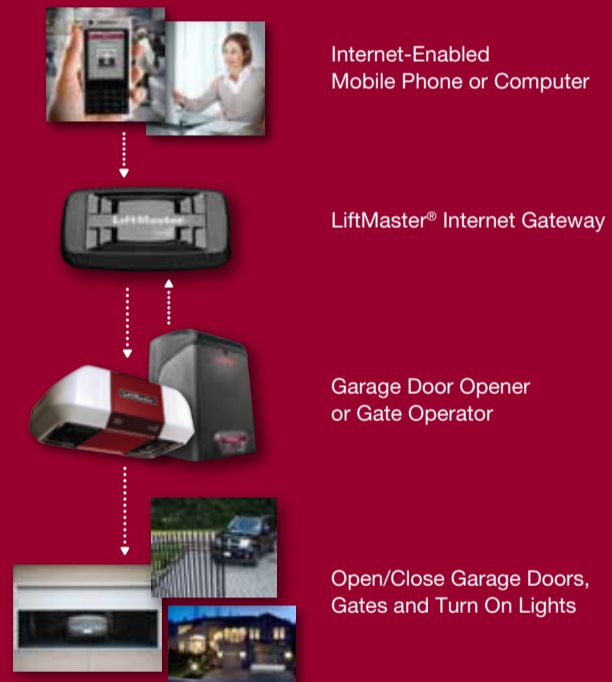 Internet-Enabled
Mobile Phone or Computer
LiftMaster
LiftMaster® Internet Gateway
LiftMaster
Garage Door Opener
or Gate Operator
Open/Close Garage Doors,
Gates and Turn On Lights